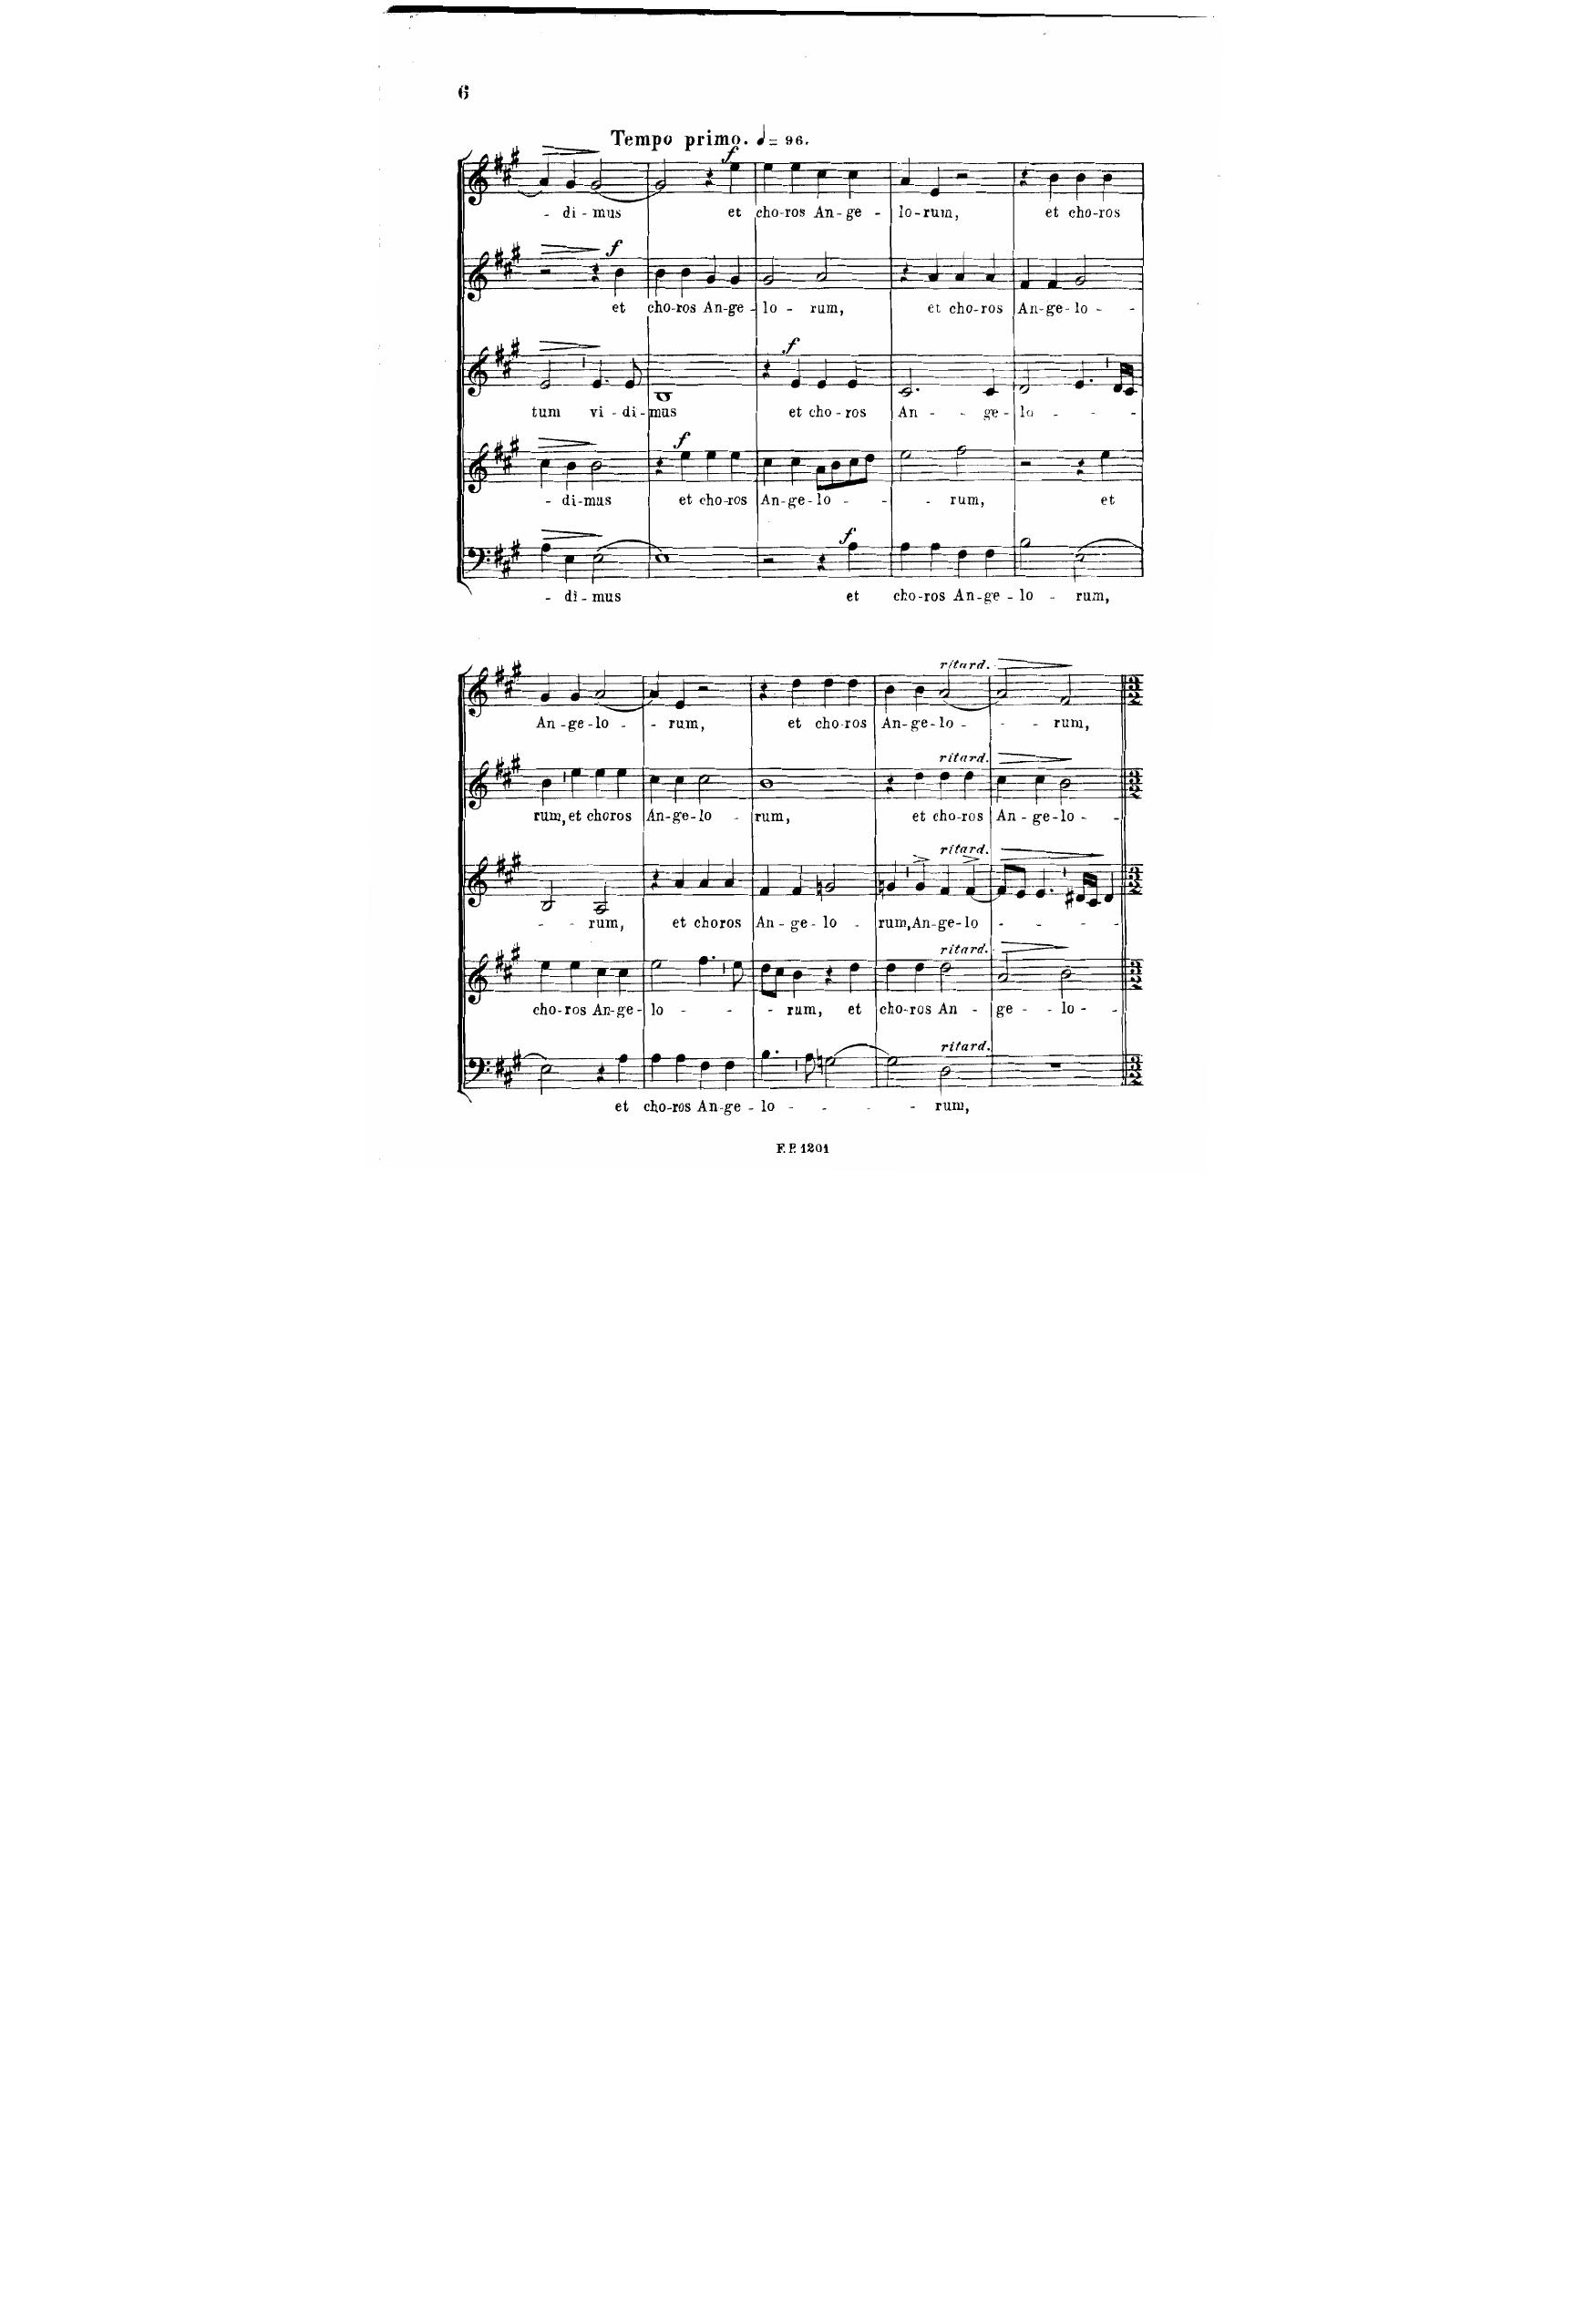 6
Tempo primo. ♩= 96.
f
- di - mus et cho-ros An-ge - lo-rum, et cho-ros
f
et cho-ros An-ge - lo - rum, et cho-ros An-ge-lo - -
f
tum vi - di - mus et cho - ros An - - ge - lo - - -
f
- di-mus et cho-ros An-ge-lo - - - rum, et
f
- di - mus et cho-ros An-ge - lo - rum,
ritard.
An-ge-lo - - rum, et cho-ros An-ge-lo - - - rum,
ritard.
rum, et choros An-ge-lo - rum, et cho-ros An - ge-lo - -
ritard.
- - rum, et choros An - ge-lo - rum, An-ge-lo - - - - -
ritard.
cho-ros An-ge-lo - - - rum, et cho-ros An - ge - - lo - -
ritard.
et cho-ros An-ge - lo - - - - rum,
F. P. 1201